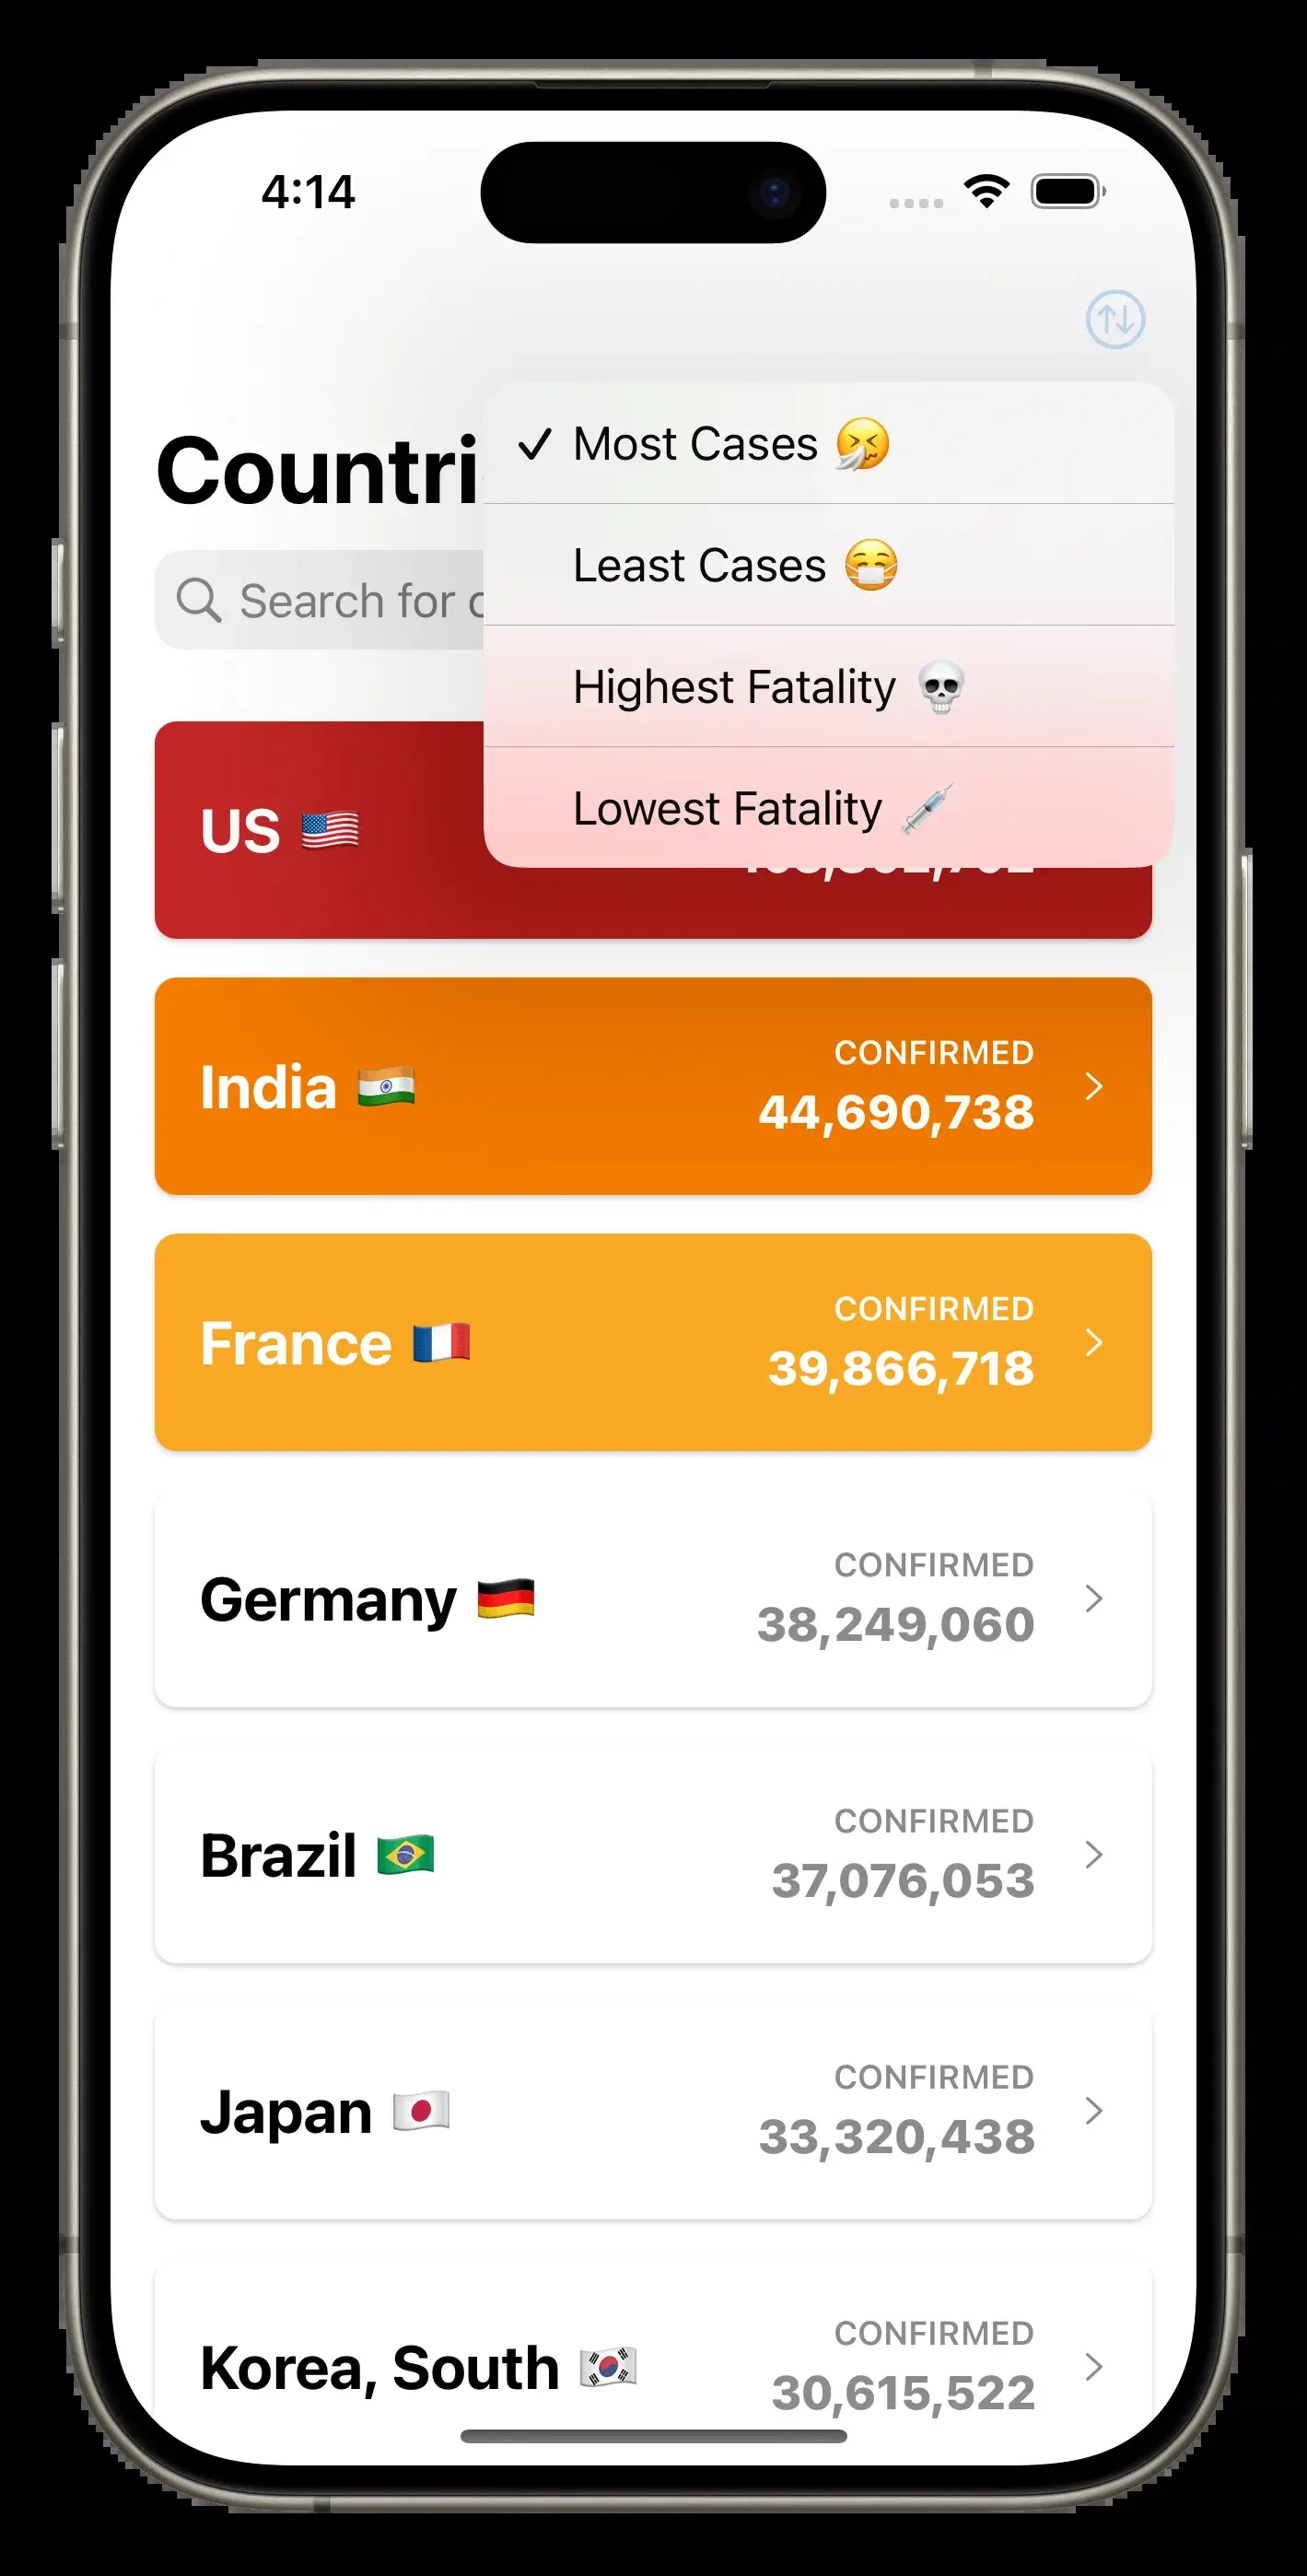 4:14
Countri
Search for
✓ Most Cases 🤧
Least Cases 😷
Highest Fatality 💀
Lowest Fatality 💉
US 🇺🇸
India 🇮🇳
CONFIRMED
44,690,738
France 🇫🇷
CONFIRMED
39,866,718
Germany 🇩🇪
CONFIRMED
38,249,060
Brazil 🇧🇷
CONFIRMED
37,076,053
Japan 🇯🇵
CONFIRMED
33,320,438
Korea, South 🇰🇷
CONFIRMED
30,615,522